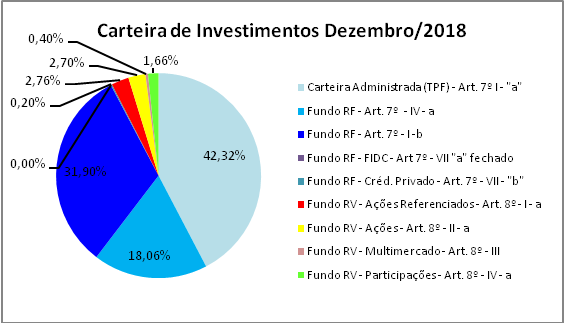 Carteira de Investimentos Dezembro/2018
0,40%
2,70%
2,76%
0,20%
0,00%
1,66%
42,32%
31,90%
18,06%
Carteira Administrada (TPF) - Art. 7º I - "a"
Fundo RF - Art. 7º - IV - a
Fundo RF - Art. 7º - I-b
Fundo RF - FIDC - Art 7º - VII "a" fechado
Fundo RF - Créd. Privado - Art. 7º - VII - "b"
Fundo RV - Ações Referenciados - Art. 8º - I - a
Fundo RV - Ações - Art. 8º - II - a
Fundo RV - Multimercado - Art. 8º - III
Fundo RV - Participações - Art. 8º - IV - a